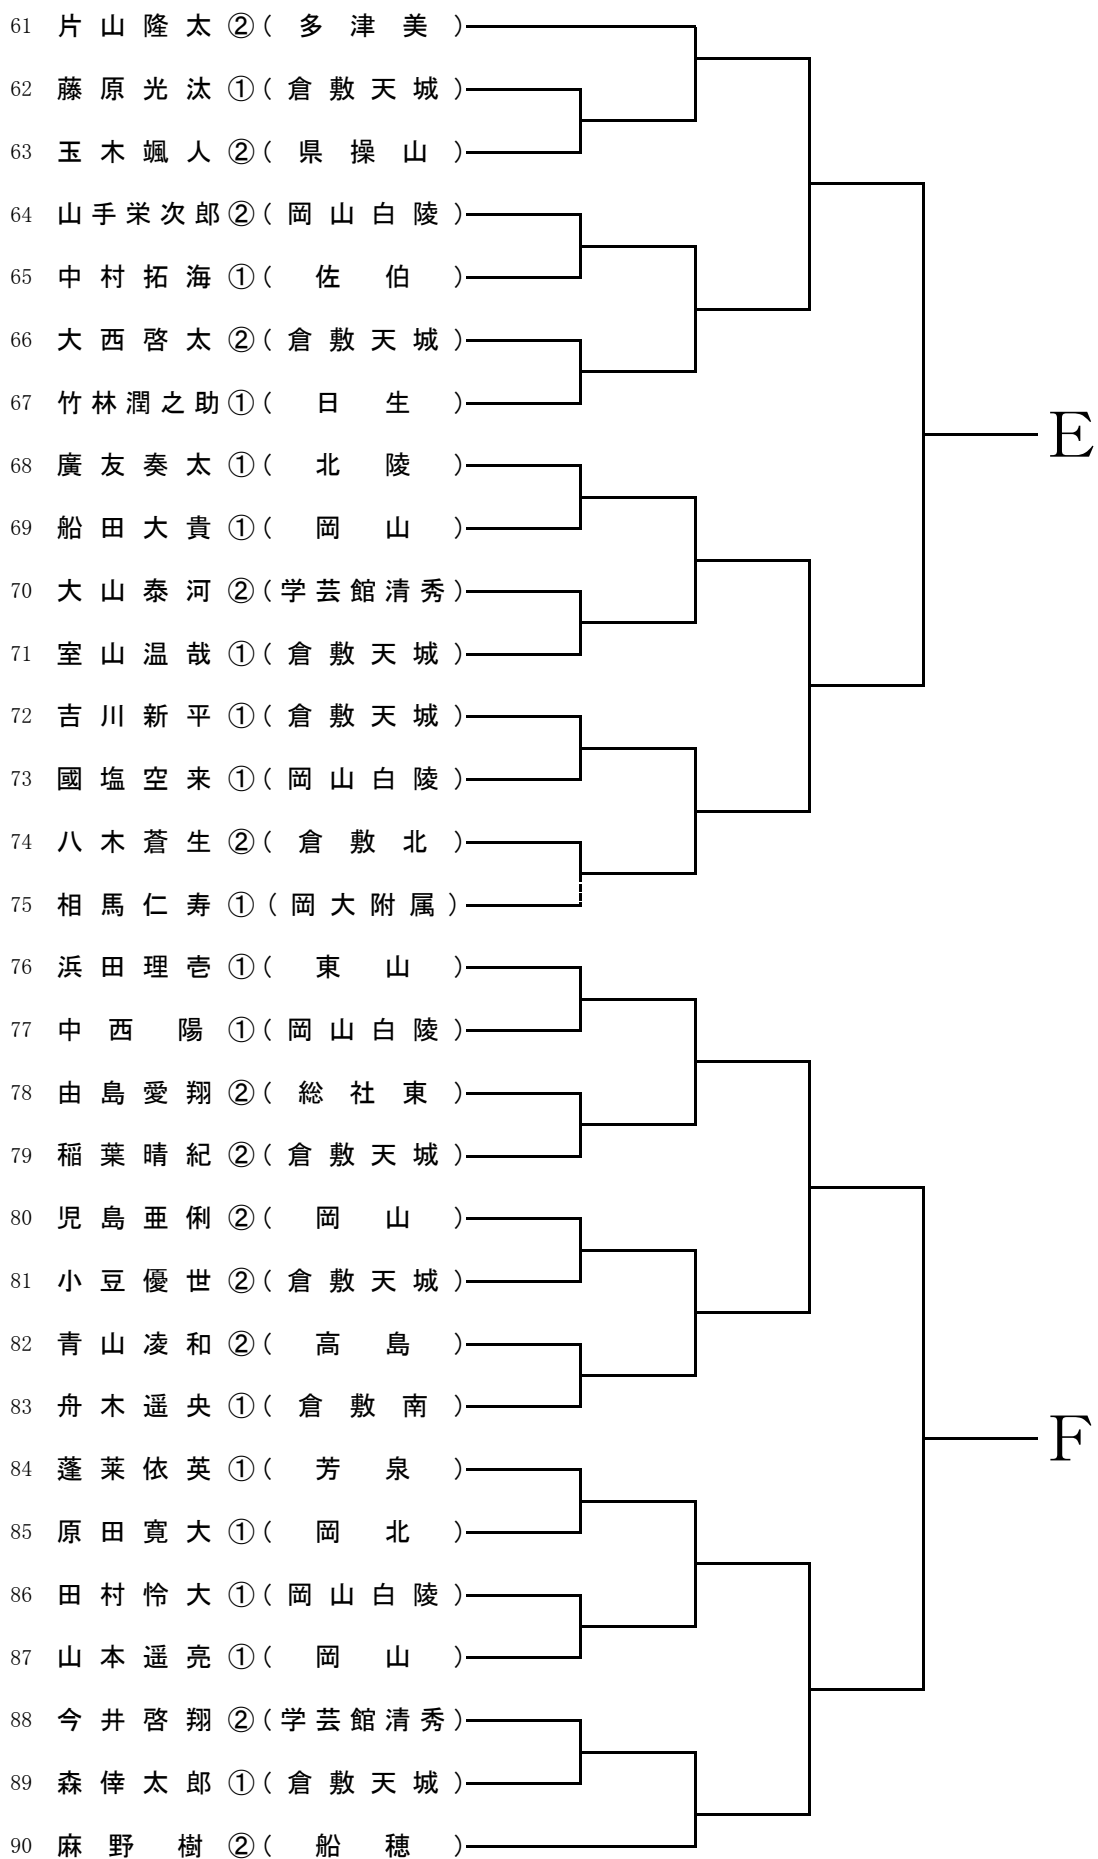 61 片山隆太②(多津美)
62 藤原光汰①(倉敷天城)
63 玉木颯人②(県操山)
64 山手栄次郎②(岡山白陵)
65 中村拓海①(佐伯)
66 大西啓太②(倉敷天城)
67 竹林潤之助①(日生)
E
68 廣友奏太①(北陵)
69 船田大貴①(岡山)
70 大山泰河②(学芸館清秀)
71 室山温哉①(倉敷天城)
72 吉川新平①(倉敷天城)
73 國塩空来①(岡山白陵)
74 八木蒼生②(倉敷北)
75 相馬仁寿①(岡大附属)
76 浜田理壱①(東山)
77 中西陽①(岡山白陵)
78 由島愛翔②(総社東)
79 稲葉晴紀②(倉敷天城)
80 児島亜俐②(岡山)
81 小豆優世②(倉敷天城)
82 青山凌和②(高島)
83 舟木遥央①(倉敷南)
F
84 蓬莱依英①(芳泉)
85 原田寛大①(岡北)
86 田村怜大①(岡山白陵)
87 山本遥亮①(岡山)
88 今井啓翔②(学芸館清秀)
89 森倖太郎①(倉敷天城)
90 麻野樹②(船穂)